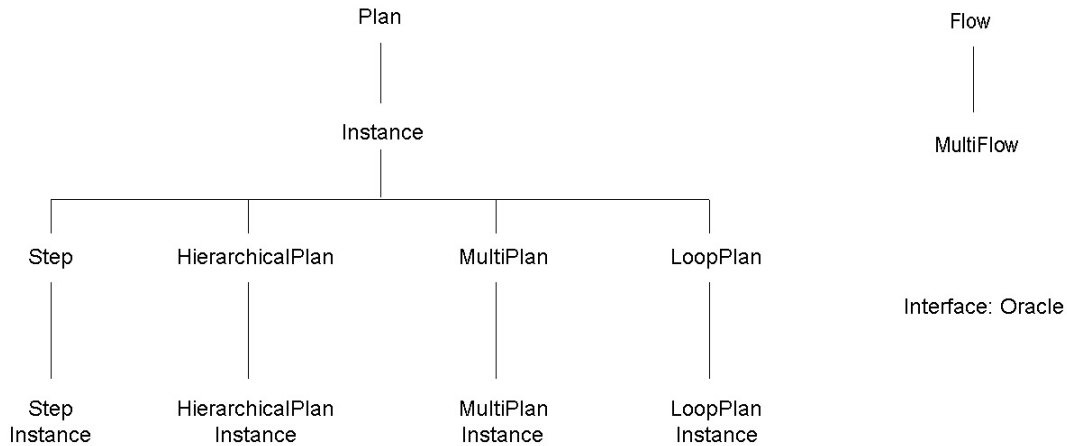 Plan
Flow
Instance
MultiFlow
Step
HierarchicalPlan
MultiPlan
LoopPlan
Interface: Oracle
Step
Instance
HierarchicalPlan
Instance
MultiPlan
Instance
LoopPlan
Instance